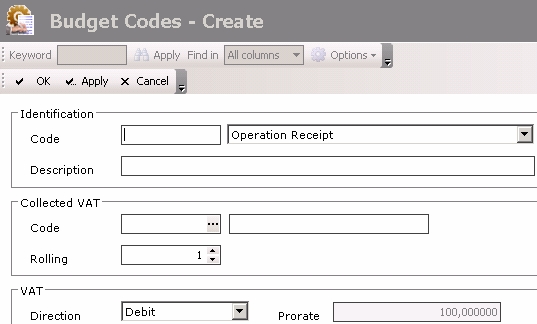 Budget Codes - Create
Keyword Apply Find in All columns Options
OK Apply Cancel
Identification
Code Operation Receipt
Description
Collected VAT
Code ...
Rolling 1
VAT
Direction Debit Prorate 100,000000